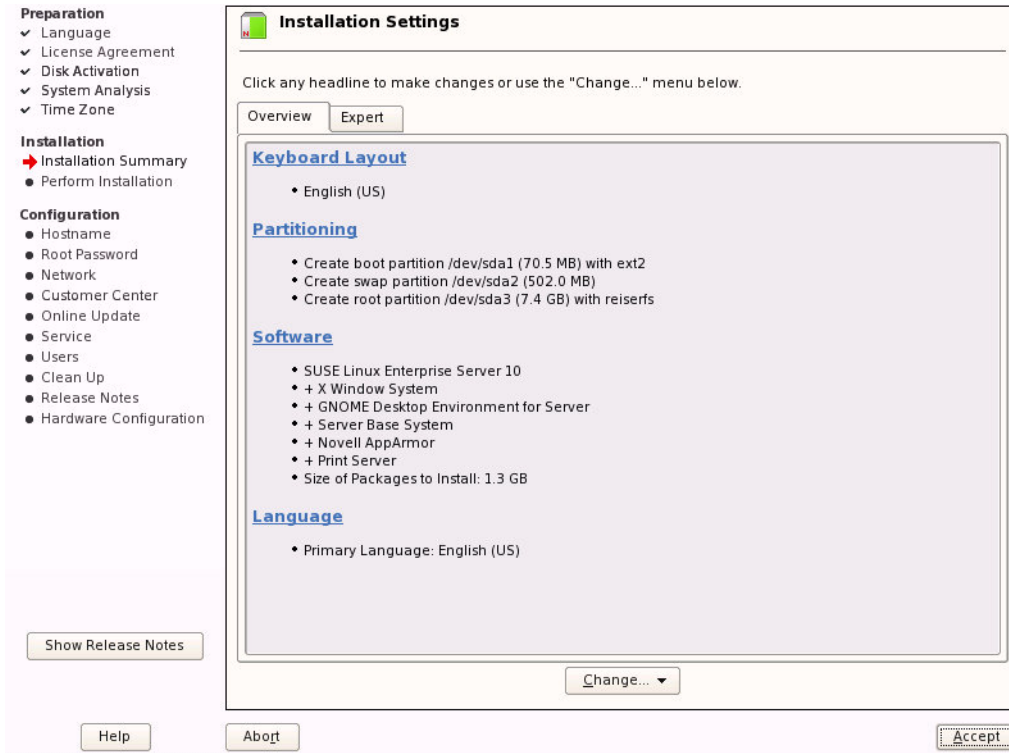 Preparation
Language
License Agreement
Disk Activation
System Analysis
Time Zone
Installation
Installation Summary
Perform Installation
Configuration
Hostname
Root Password
Network
Customer Center
Online Update
Service
Users
Clean Up
Release Notes
Hardware Configuration
Show Release Notes
Help
N
Installation Settings
Click any headline to make changes or use the "Change..." menu below.
Overview Expert
Keyboard Layout
• English (US)
Partitioning
• Create boot partition /dev/sda1 (70.5 MB) with ext2
• Create swap partition /dev/sda2 (502.0 MB)
• Create root partition /dev/sda3 (7.4 GB) with reiserfs
Software
• SUSE Linux Enterprise Server 10
• + X Window System
• + GNOME Desktop Environment for Server
• + Server Base System
• + Novell AppArmor
• + Print Server
• Size of Packages to Install: 1.3 GB
Language
• Primary Language: English (US)
Change...
Abort
Accept